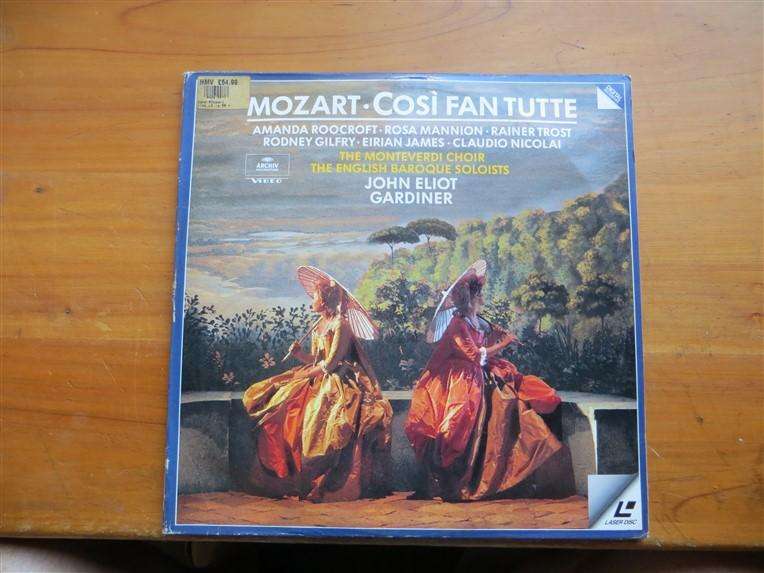 HMV £64.99
MOZART · COSÌ FAN TUTTE
AMANDA ROOCROFT · ROSA MANNION · RAINER TROST
RODNEY GILFRY · EIRIAN JAMES · CLAUDIO NICOLAI
ARCHIV
VIDEO
THE MONTEVERDI CHOIR
THE ENGLISH BAROQUE SOLOISTS
JOHN ELIOT
GARDINER
LASER DISC